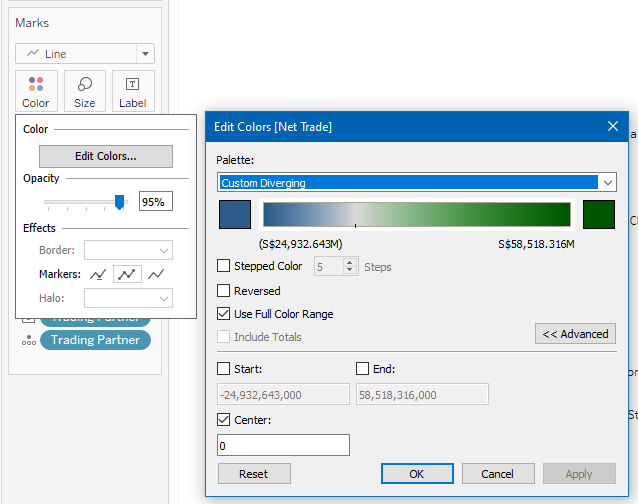 Marks
Line
Color
Size
Label
Color
Edit Colors...
Opacity
95%
Effects
Border:
Markers:
Halo:
Trading Partner
Trading Partner
Edit Colors [Net Trade]
Palette:
Custom Diverging
(S$24,932.643M)
S$58,518.316M
Stepped Color
5
Steps
Reversed
Use Full Color Range
Include Totals
<< Advanced
Start:
End:
-24,932,643,000
58,518,316,000
Center:
0
Reset
OK
Cancel
Apply